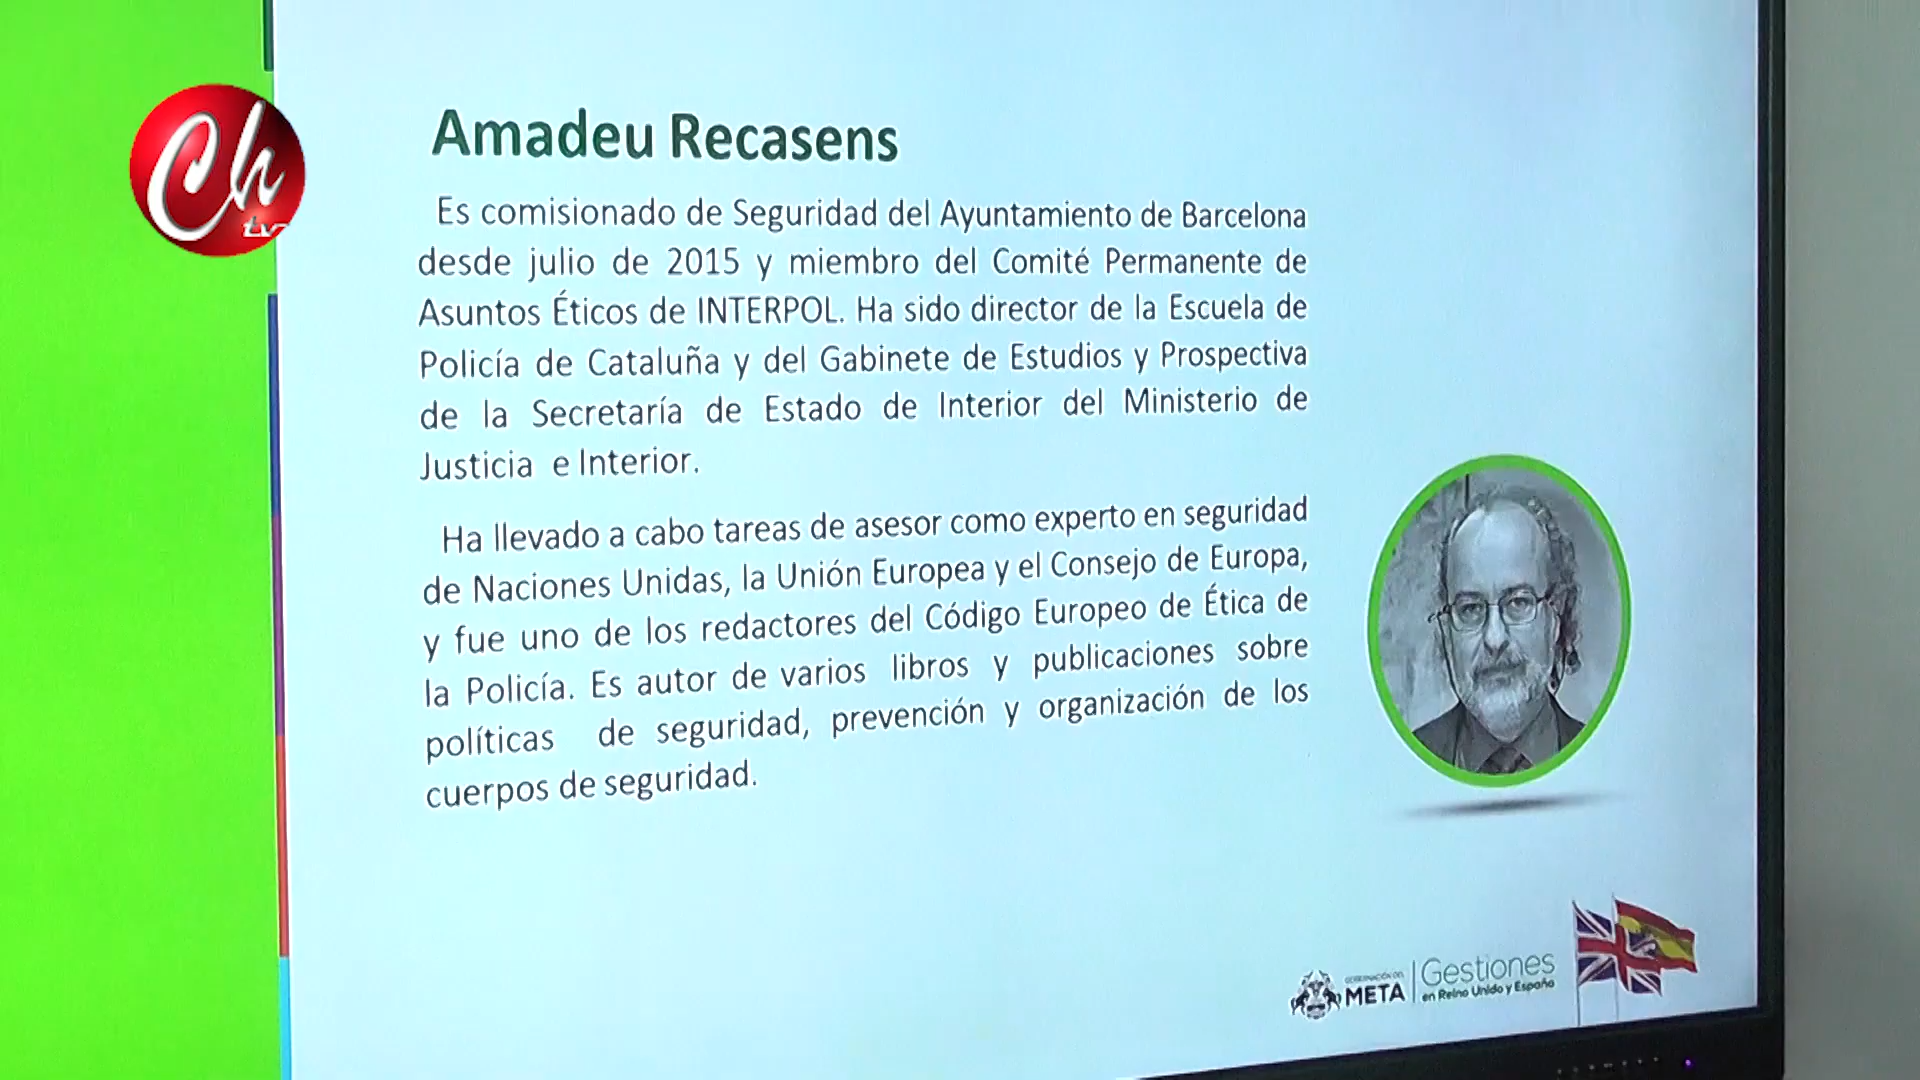 Ch
tv
Amadeu Recasens
Es comisionado de Seguridad del Ayuntamiento de Barcelona
desde julio de 2015 y miembro del Comité Permanente de
Asuntos Éticos de INTERPOL. Ha sido director de la Escuela de
Policía de Cataluña y del Gabinete de Estudios y Prospectiva
de la Secretaría de Estado de Interior del Ministerio de
Justicia e Interior.
Ha llevado a cabo tareas de asesor como experto en seguridad
de Naciones Unidas, la Unión Europea y el Consejo de Europa,
y fue uno de los redactores del Código Europeo de Ética de
la Policía. Es autor de varios libros y publicaciones sobre
políticas de seguridad, prevención y organización de los
cuerpos de seguridad.
GOBERNACIÓN DEL
META
Gestiones
en Reino Unido y España